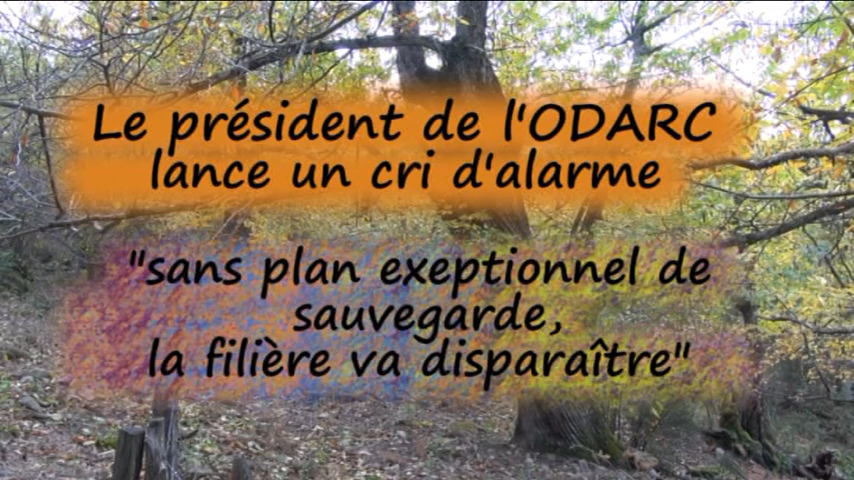 Le président de l'ODARC
lance un cri d'alarme
"sans plan exeptionnel de
sauvegarde,
la filière va disparaître"